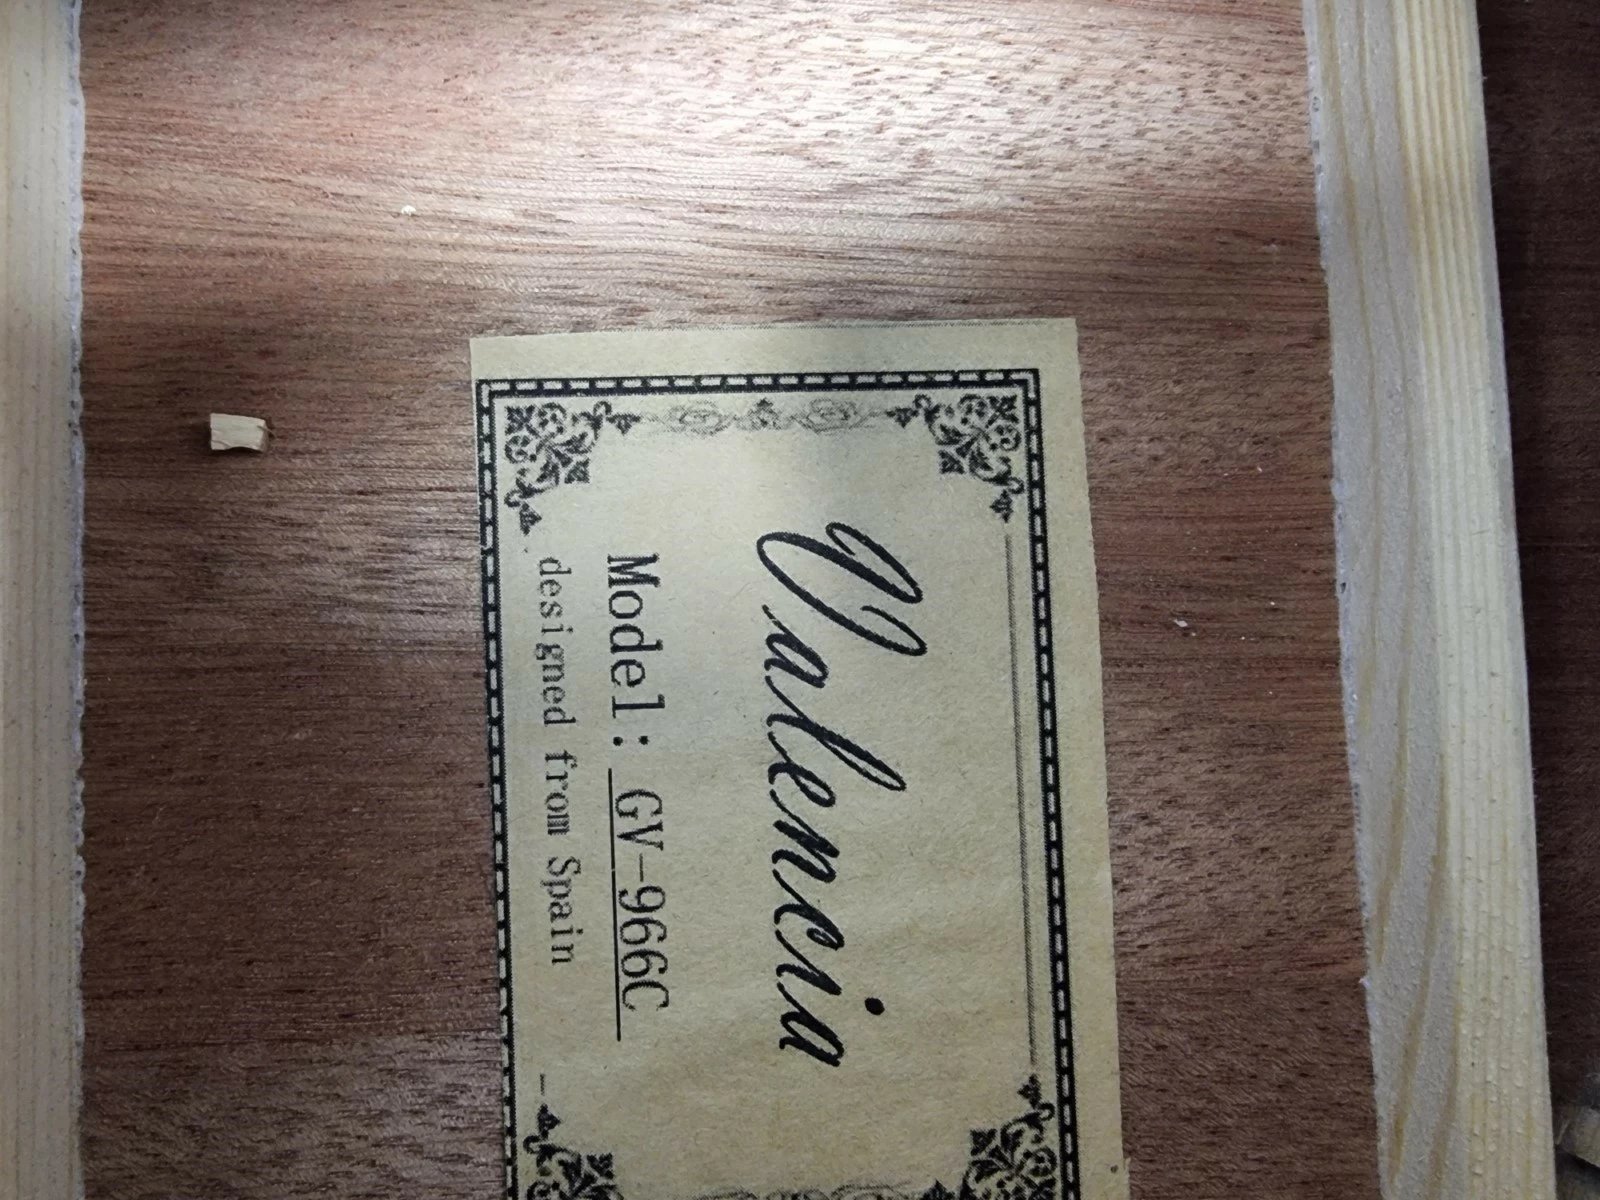 Valencia
Model: GV-966C
designed from Spain